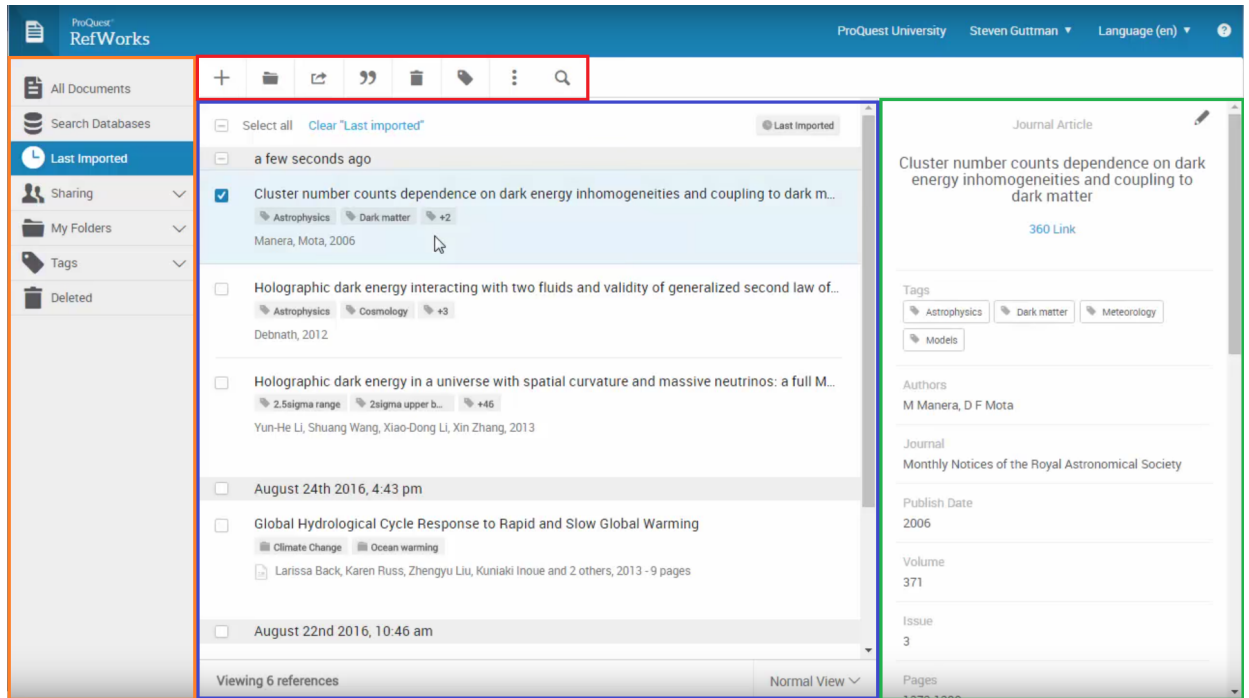 ProQuest
RefWorks
ProQuest University
Steven Guttman
Language (en)
?
All Documents
Search Databases
Last Imported
Sharing
My Folders
Tags
Deleted
Select all
Clear "Last imported"
Last Imported
a few seconds ago
Cluster number counts dependence on dark energy inhomogeneities and coupling to dark m...
Astrophysics
Dark matter
+2
Manera, Mota, 2006
Holographic dark energy interacting with two fluids and validity of generalized second law of...
Astrophysics
Cosmology
+3
Debnath, 2012
Holographic dark energy in a universe with spatial curvature and massive neutrinos: a full M...
2.5sigma range
2sigma upper b...
+46
Yun-He Li, Shuang Wang, Xiao-Dong Li, Xin Zhang, 2013
August 24th 2016, 4:43 pm
Global Hydrological Cycle Response to Rapid and Slow Global Warming
Climate Change
Ocean warming
Larissa Back, Karen Russ, Zhengyu Liu, Kuniaki Inoue and 2 others, 2013 - 9 pages
August 22nd 2016, 10:46 am
Viewing 6 references
Normal View
Journal Article
Cluster number counts dependence on dark
energy inhomogeneities and coupling to
dark matter
360 Link
Tags
Astrophysics
Dark matter
Meteorology
Models
Authors
M Manera, D F Mota
Journal
Monthly Notices of the Royal Astronomical Society
Publish Date
2006
Volume
371
Issue
3
Pages